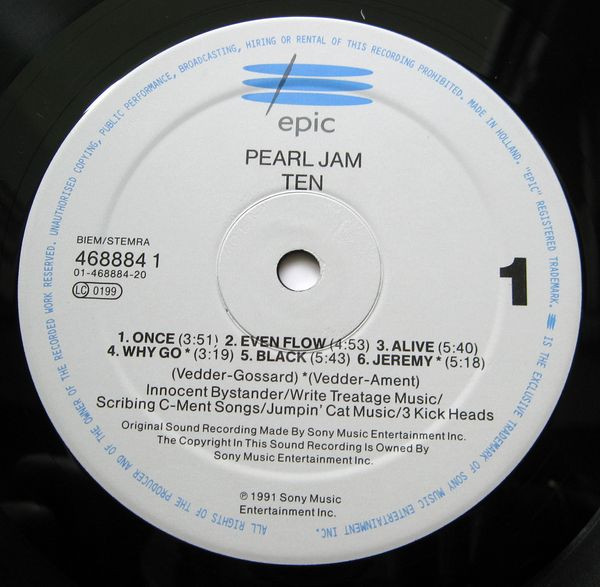 ALL RIGHTS OF THE PRODUCER AND OF THE OWNER OF THE RECORDED WORK RESERVED. UNAUTHORISED COPYING, PUBLIC PERFORMANCE, BROADCASTING, HIRING OR RENTAL OF THIS RECORDING PROHIBITED. MADE IN HOLLAND. "EPIC" REGISTERED TRADEMARK. IS THE EXCLUSIVE TRADEMARK OF SONY MUSIC ENTERTAINMENT INC.
epic
PEARL JAM
TEN
BIEM/STEMRA
468884 1
01-468884-20
LC 0199
1
1. ONCE (3:51) 2. EVEN FLOW (4:53) 3. ALIVE (5:40)
4. WHY GO * (3:19) 5. BLACK (5:43) 6. JEREMY * (5:18)
(Vedder-Gossard) *(Vedder-Ament)
Innocent Bystander/Write Treatage Music/
Scribing C-Ment Songs/Jumpin' Cat Music/3 Kick Heads
Original Sound Recording Made By Sony Music Entertainment Inc.
The Copyright In This Sound Recording Is Owned By
Sony Music Entertainment Inc.
℗ 1991 Sony Music
Entertainment Inc.